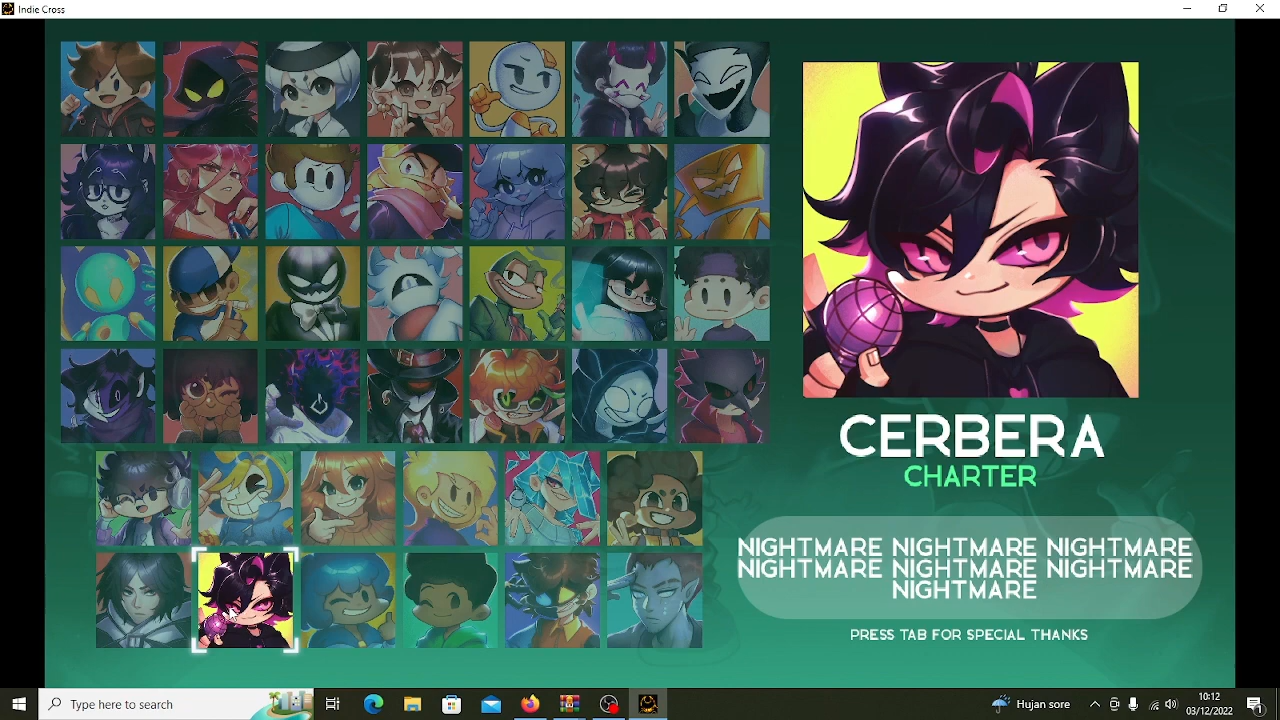 Indie Cross
CERBERA
CHARTER
NIGHTMARE NIGHTMARE NIGHTMARE
NIGHTMARE NIGHTMARE NIGHTMARE
NIGHTMARE
PRESS TAB FOR SPECIAL THANKS
Type here to search
Hujan sore
10:12
03/12/2022
1